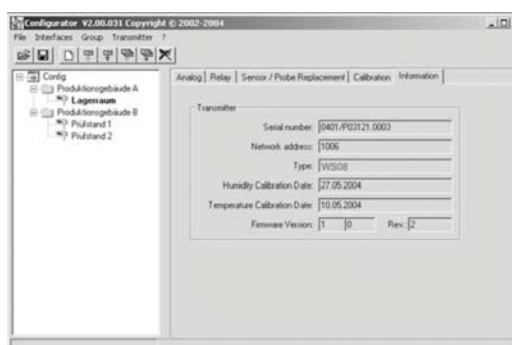 Configurator V2.00.031 Copyright © 2002-2004
File Interfaces Group Transmitter ?
Config
Produktionsgebäude A
Lagerraum
Produktionsgebäude B
Prüfstand 1
Prüfstand 2
Analog Relay Sensor / Probe Replacement Calibration Information
Transmitter
Serial number: 0401/P03121.0003
Network address: 1006
Type: WS08
Humidity Calibration Date: 27.05.2004
Temperature Calibration Date: 10.05.2004
Firmware Version: 1 0 Rev.: 2